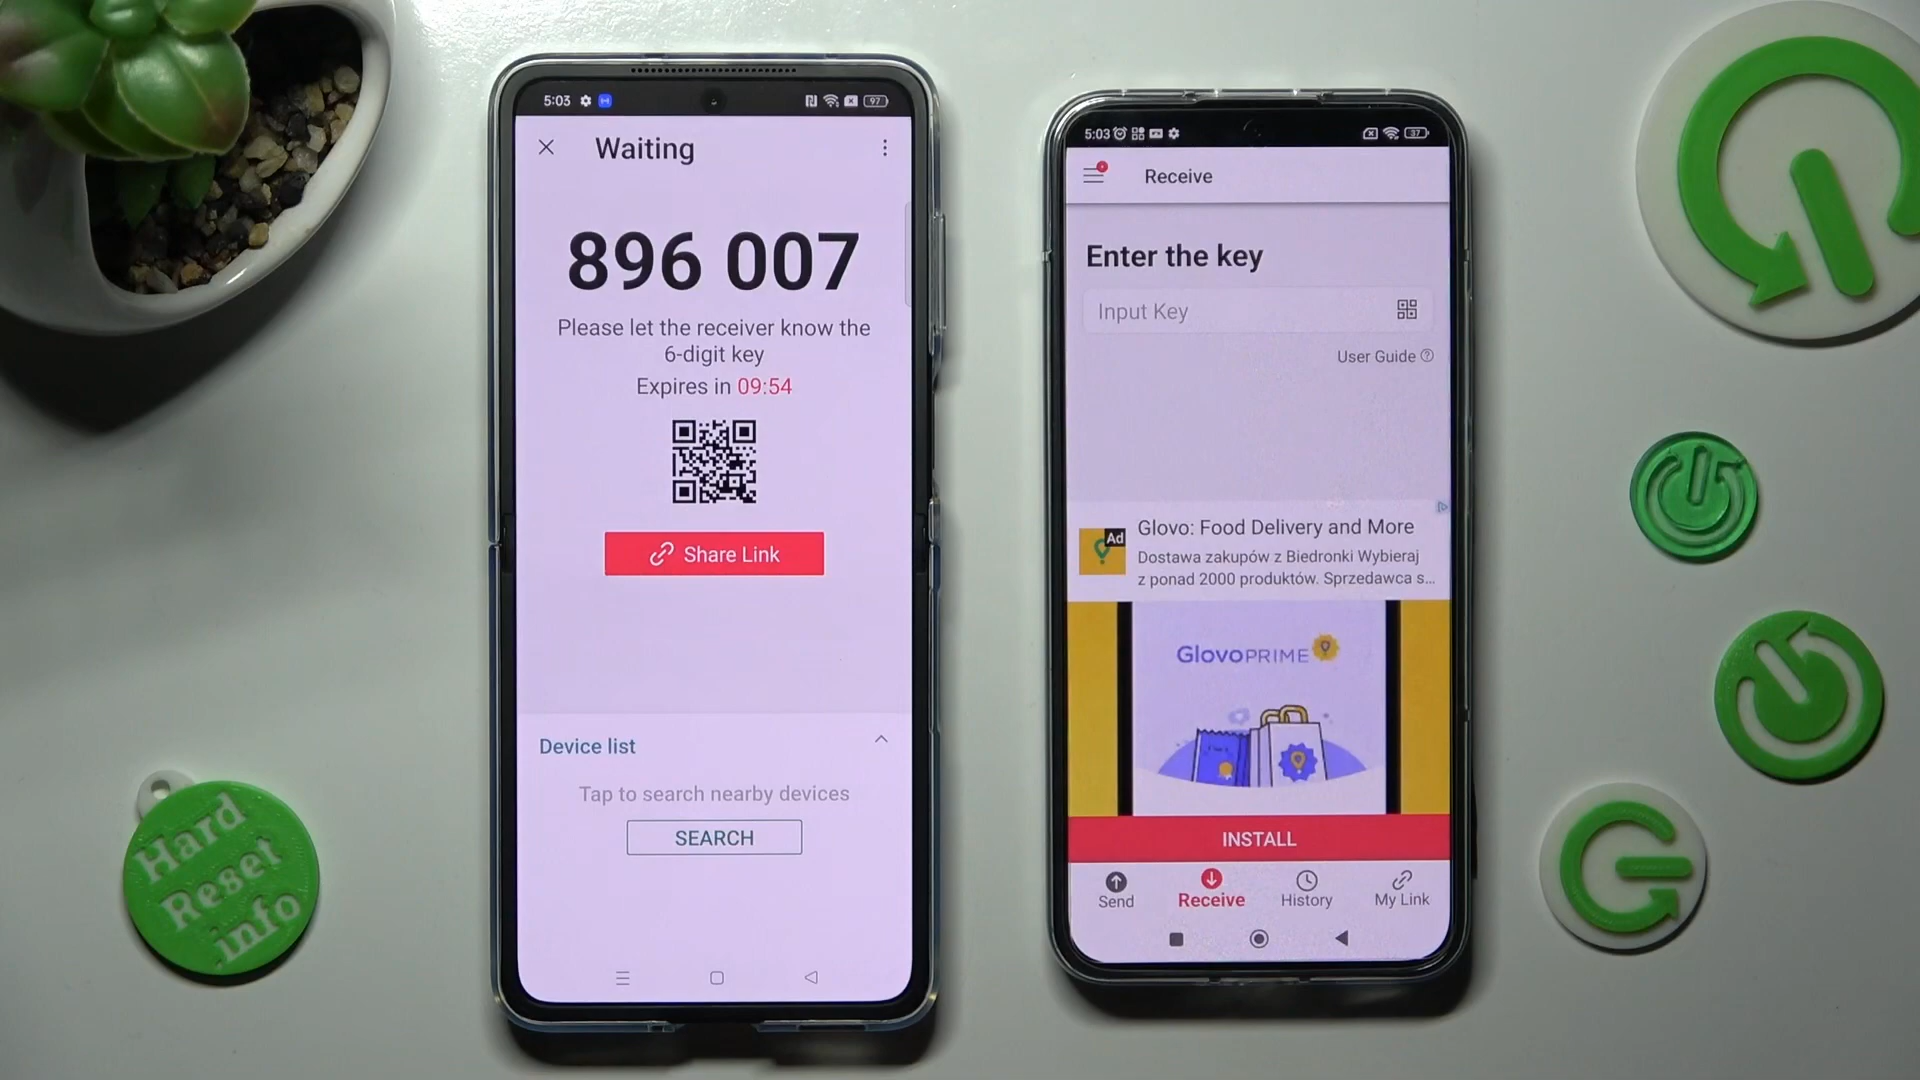 5:03
97
Waiting
896 007
Please let the receiver know the
6-digit key
Expires in 09:54
Share Link
Device list
Tap to search nearby devices
SEARCH
5:03
37
Receive
Enter the key
Input Key
User Guide
Ad
Glovo: Food Delivery and More
Dostawa zakupów z Biedronki Wybieraj
z ponad 2000 produktów. Sprzedawca s...
GlovoPRIME
INSTALL
Send
Receive
History
My Link
Hard
Reset
info